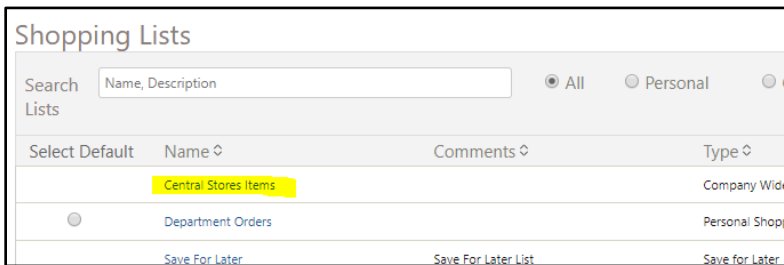 Shopping Lists
Search Lists
Name, Description
All
Personal
Select Default Name Comments Type
Central Stores Items Company Wide
Department Orders Personal
Save For Later Save For Later List Save for Later